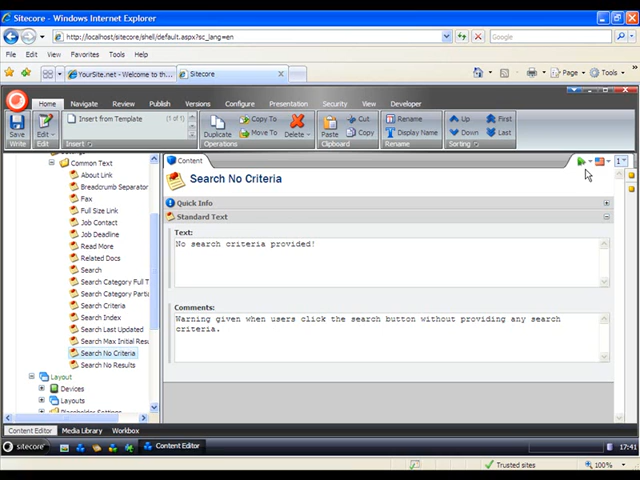 Sitecore - Windows Internet Explorer
http://localhost/sitecore/shell/default.aspx?sc_lang=en
Google
File Edit View Favorites Tools Help
YourSite.net - Welcome to th...
Sitecore
Page
Tools
Home Navigate Review Publish Versions Configure Presentation Security View Developer
Save
Write
Edit
Edit
Insert from Template
(1 of 1)
Insert
Duplicate
Copy To
Move To
Delete
Operations
Paste
Cut
Copy
Clipboard
Rename
Display Name
Rename
Up
Down
First
Last
Sorting
Common Text
About Link
Breadcrumb Separator
Fax
Full Size Link
Job Contact
Job Deadline
Read More
Related Docs
Search
Search Category Full T
Search Category Partia
Search Criteria
Search Index
Search Last Updated
Search Max Initial Resu
Search No Criteria
Search No Results
Layout
Devices
Layouts
Placeholder Settings
Content
1
Search No Criteria
Quick Info
Standard Text
Text:
No search criteria provided!
Comments:
Warning given when users click the search button without providing any search
criteria.
Content Editor Media Library Workbox
sitecore
Content Editor
17:41
Trusted sites
100%